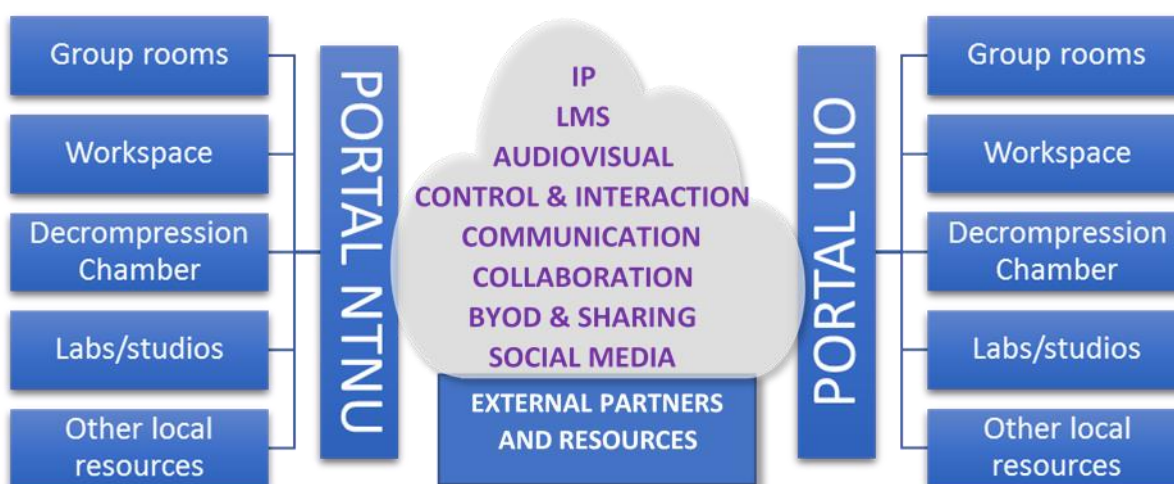 Group rooms
Workspace
Decrompression
Chamber
Labs/studios
Other local
resources
PORTAL NTNU
IP
LMS
AUDIOVISUAL
CONTROL & INTERACTION
COMMUNICATION
COLLABORATION
BYOD & SHARING
SOCIAL MEDIA
EXTERNAL PARTNERS
AND RESOURCES
PORTAL UIO
Group rooms
Workspace
Decrompression
Chamber
Labs/studios
Other local
resources